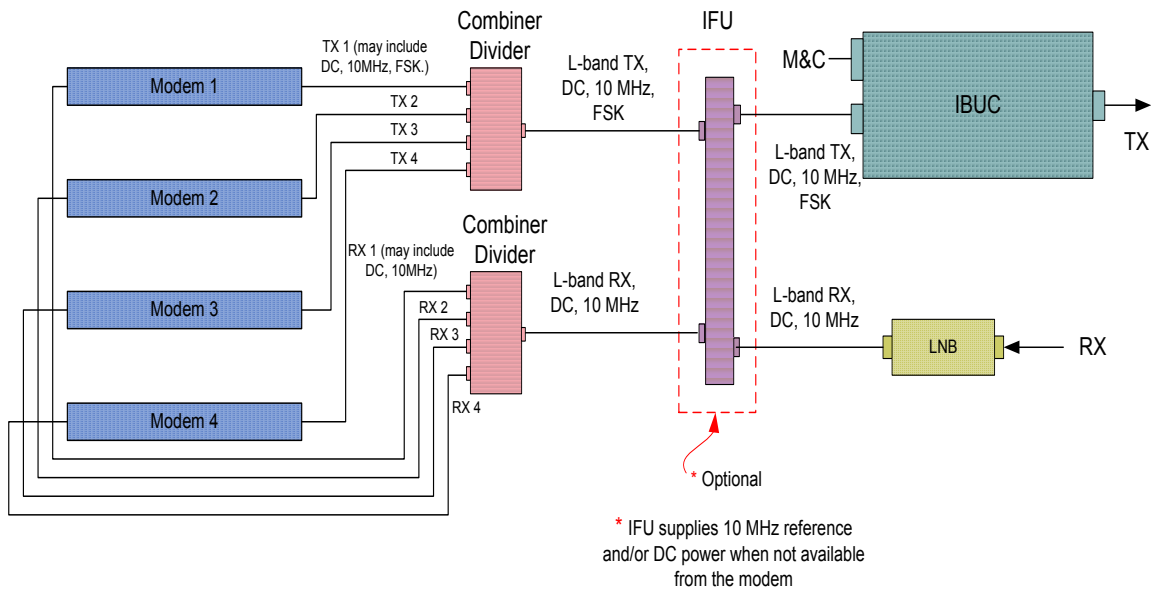 Combiner
Divider
IFU
TX 1 (may include
DC, 10MHz, FSK.)
L-band TX,
DC, 10 MHz,
FSK
M&C
IBUC
TX
Modem 1
TX 2
TX 3
TX 4
L-band TX,
DC, 10 MHz,
FSK
Modem 2
Combiner
Divider
RX 1 (may include
DC, 10MHz)
L-band RX,
DC, 10 MHz
L-band RX,
DC, 10 MHz
Modem 3
RX 2
RX 3
RX 4
LNB
RX
Modem 4
* Optional
* IFU supplies 10 MHz reference
and/or DC power when not available
from the modem